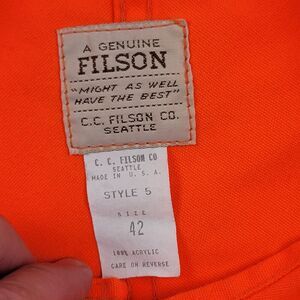 A GENUINE
FILSON
"MIGHT AS WELL
HAVE THE BEST"
C.C. FILSON CO.
SEATTLE
C. C. FILSON CO
SEATTLE
MADE IN U. S. A.
STYLE 5
SIZE
42
100% ACRYLIC
CARE ON REVERSE